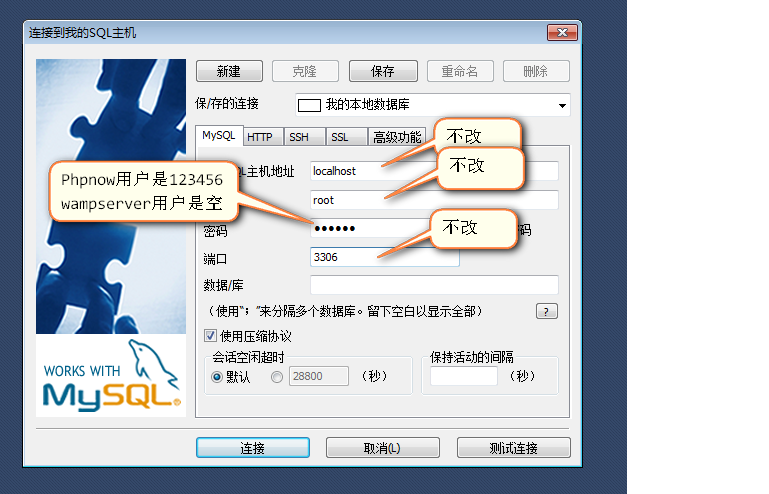 连接到我的SQL主机
新建 克隆 保存 重命名 删除
保/存的连接 我的本地数据库
MySQL HTTP SSH SSL 高级功能 不改
QL主机地址 localhost 不改
Phpnow用户是123456
wampserver用户是空
root
密码 •••••• 不改 码
端口 3306
数据/库
（使用“；”来分隔多个数据库。留下空白以显示全部） ?
使用压缩协议
会话空闲超时 保持活动的间隔
默认 28800 （秒） （秒）
WORKS WITH
MySQL®
连接 取消(L) 测试连接